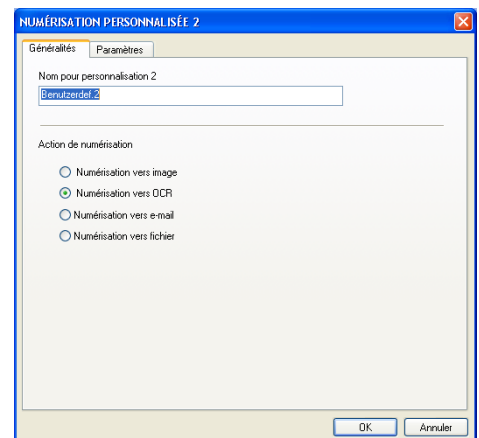 NUMÉRISATION PERSONNALISÉE 2
Généralités Paramètres
Nom pour personnalisation 2
Benutzerdef.2
Action de numérisation
Numérisation vers image
Numérisation vers OCR
Numérisation vers e-mail
Numérisation vers fichier
OK Annuler